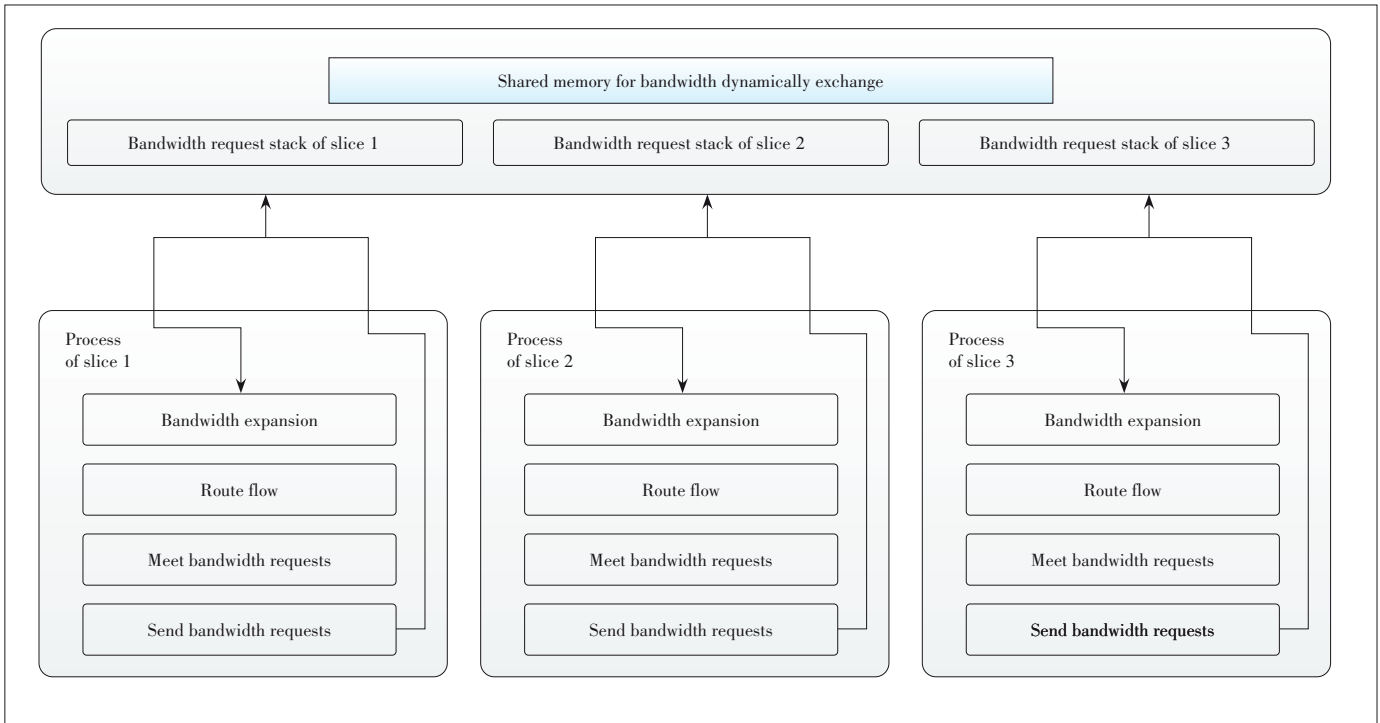 Shared memory for bandwidth dynamically exchange
Bandwidth request stack of slice 1
Bandwidth request stack of slice 2
Bandwidth request stack of slice 3
Process
of slice 1
Bandwidth expansion
Route flow
Meet bandwidth requests
Send bandwidth requests
Process
of slice 2
Bandwidth expansion
Route flow
Meet bandwidth requests
Send bandwidth requests
Process
of slice 3
Bandwidth expansion
Route flow
Meet bandwidth requests
Send bandwidth requests